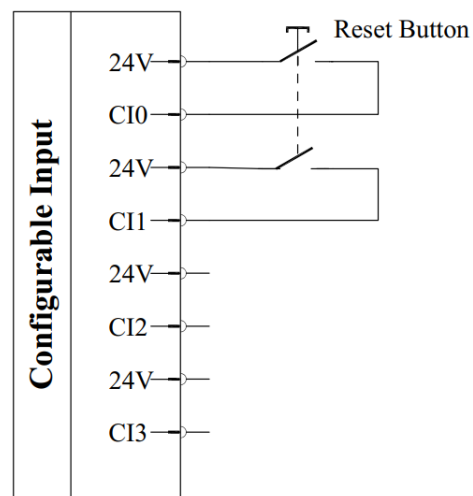 Reset Button
Configurable Input
24V
CI0
24V
CI1
24V
CI2
24V
CI3